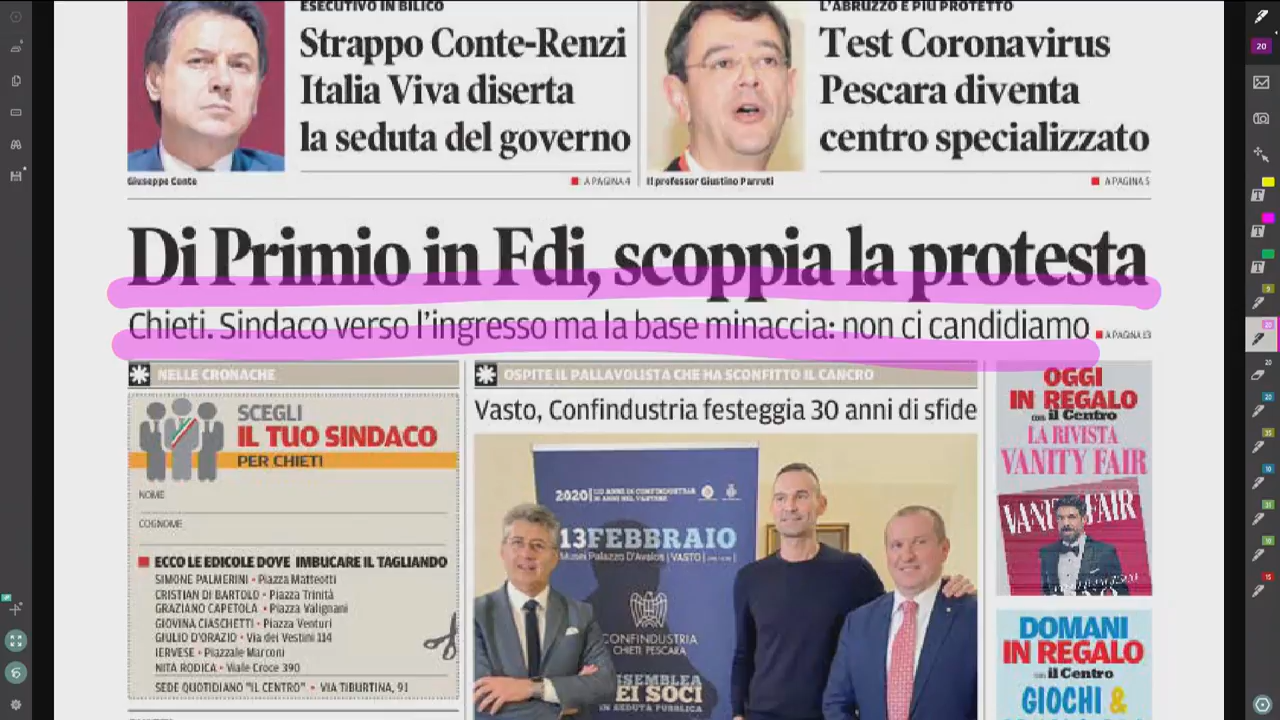 ESECUTIVO IN BILICO
Strappo Conte-Renzi
Italia Viva diserta
la seduta del governo
Giuseppe Conte
A PAGINA 4
L'ABRUZZO È PIÙ PROTETTO
Test Coronavirus
Pescara diventa
centro specializzato
Il professor Giustino Parruti
A PAGINA 5
Di Primio in Fdi, scoppia la protesta
Chieti. Sindaco verso l'ingresso ma la base minaccia: non ci candidiamo
A PAGINA 13
NELLE CRONACHE
SCEGLI
IL TUO SINDACO
PER CHIETI
NOME
COGNOME
ECCO LE EDICOLE DOVE IMBUCARE IL TAGLIANDO
SIMONE PALMERINI • Piazza Matteotti
CRISTIAN DI BARTOLO • Piazza Trinità
GRAZIANO CAPETOLA • Piazza Valignani
GIOVINA CIASCHETTI • Piazza Venturi
GIULIO D'ORAZIO • Via dei Vestini 114
IERVESE • Piazzale Marconi
NITA RODICA • Viale Croce 390
SEDE QUOTIDIANO "IL CENTRO" • VIA TIBURTINA, 91
OSPITE IL PALLAVOLISTA CHE HA SCONFITTO IL CANCRO
Vasto, Confindustria festeggia 30 anni di sfide
2020
13 FEBBRAIO
Musei Palazzo D'Avalos | VASTO
CONFINDUSTRIA
CHIETI PESCARA
SSEMBLEA
EI SOCI
IN SEDUTA PUBBLICA
OGGI
IN REGALO
con il Centro
LA RIVISTA
VANITY FAIR
VANITY FAIR
DOMANI
IN REGALO
con il Centro
GIOCHI &
20